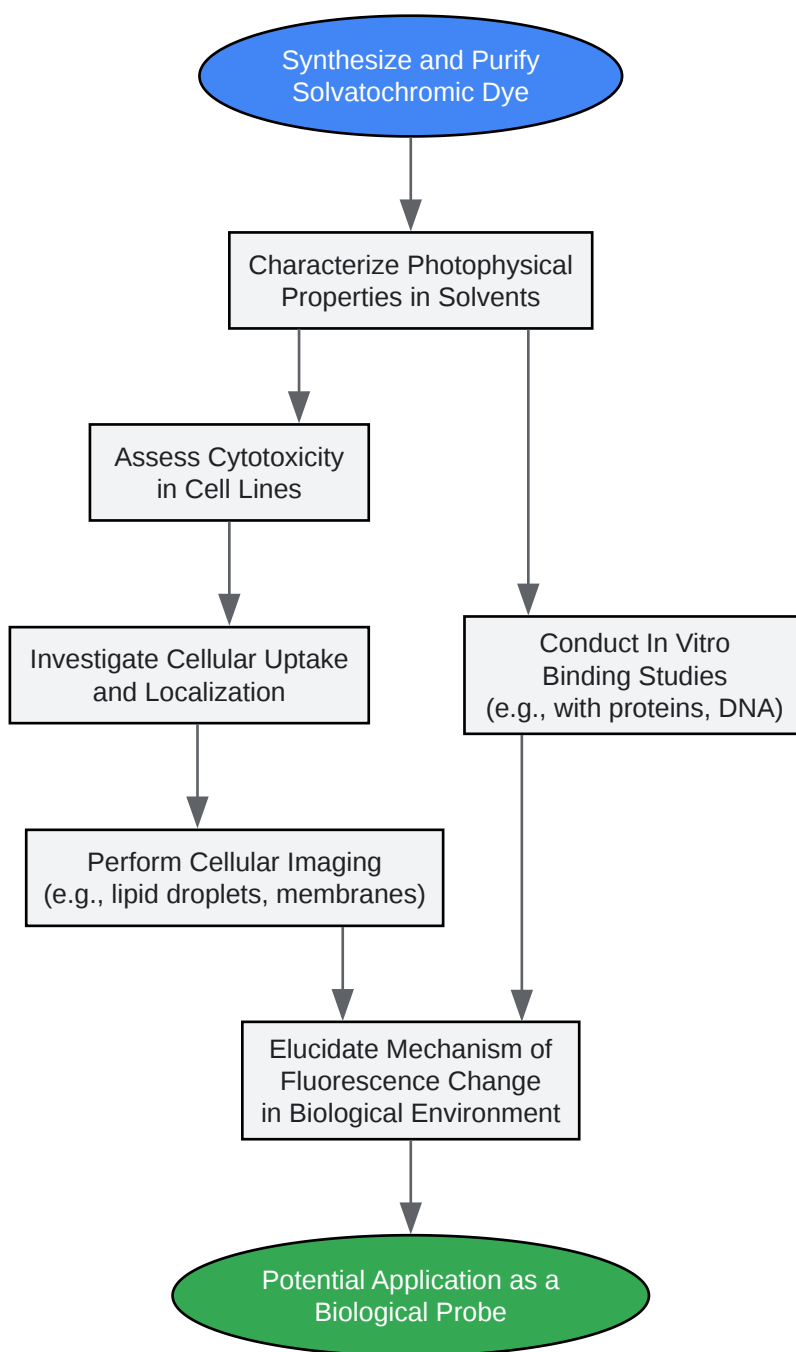 Synthesize and Purify
Solvatochromic Dye
Characterize Photophysical
Properties in Solvents
Assess Cytotoxicity
in Cell Lines
Investigate Cellular Uptake
and Localization
Conduct In Vitro
Binding Studies
(e.g., with proteins, DNA)
Perform Cellular Imaging
(e.g., lipid droplets, membranes)
Elucidate Mechanism of
Fluorescence Change
in Biological Environment
Potential Application as a
Biological Probe